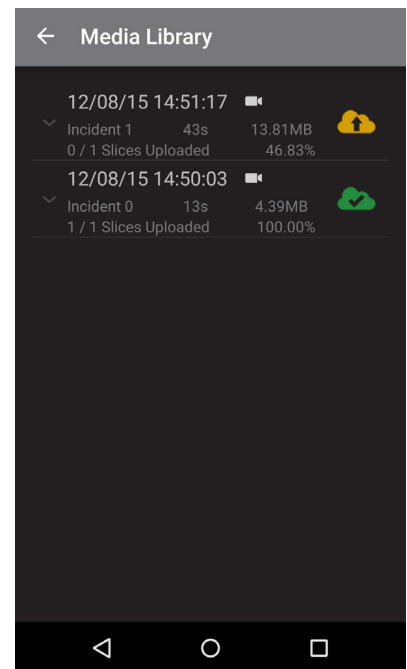 Media Library
12/08/15 14:51:17
Incident 1 43s 13.81MB
0 / 1 Slices Uploaded 46.83%
12/08/15 14:50:03
Incident 0 13s 4.39MB
1 / 1 Slices Uploaded 100.00%